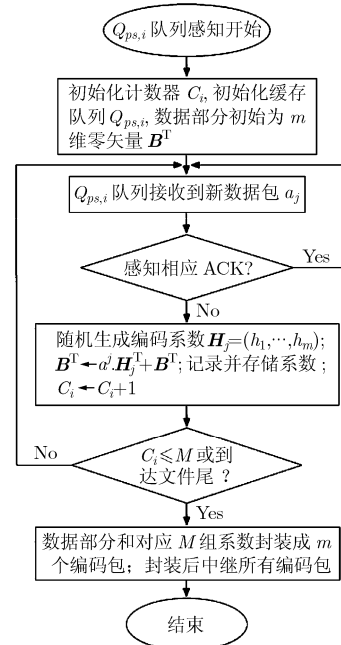 Q_{ps,i} 队列感知开始
初始化计数器 C_i, 初始化缓存
队列 Q_{ps,i}, 数据部分初始为 m
维零矢量 B^T
Q_{ps,i} 队列接收到新数据包 a_j
感知相应 ACK?
Yes
No
随机生成编码系数 H_j=(h_1,⋯,h_m);
B^T←a^j.H_j^T+B^T; 记录并存储系数;
C_i←C_i+1
No
C_i⩽M 或到
达文件尾 ?
Yes
数据部分和对应 M 组系数封装成 m
个编码包; 封装后中继所有编码包
结束